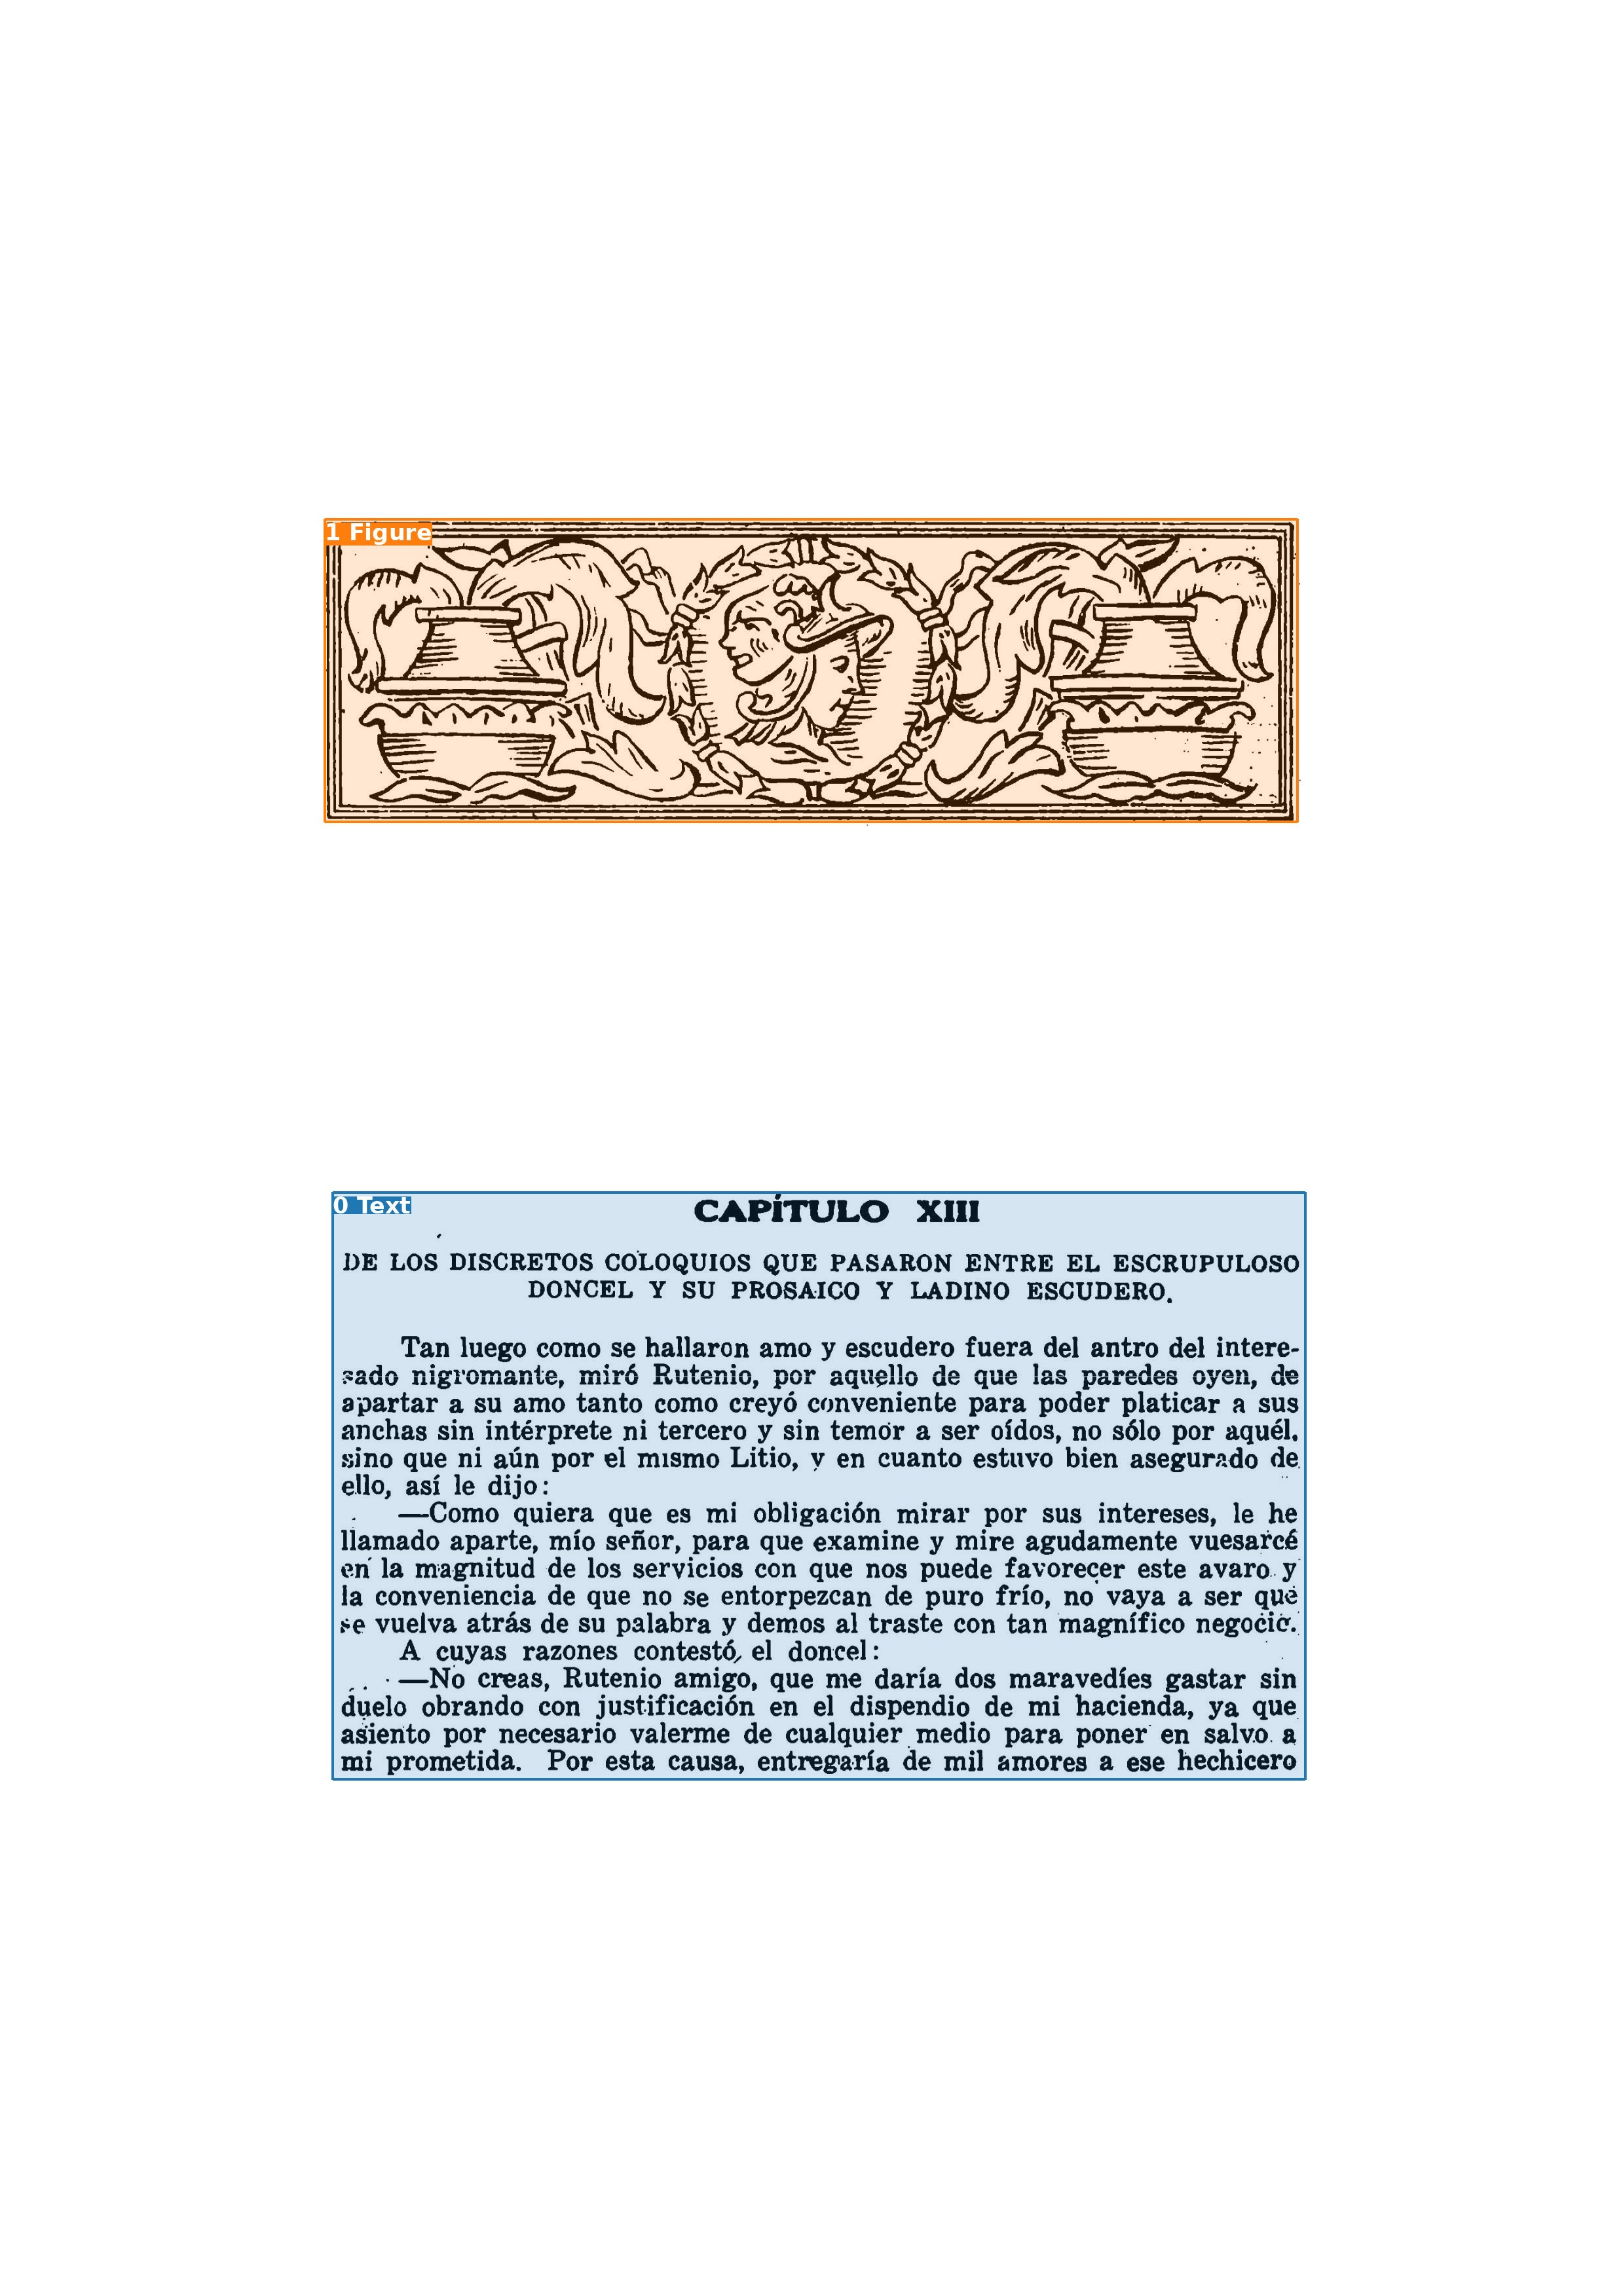 1 Figure
0 Text
CAPÍTULO XIII
DE LOS DISCRETOS COLOQUIOS QUE PASARON ENTRE EL ESCRUPULOSO
DONCEL Y SU PROSAICO Y LADINO ESCUDERO.
Tan luego como se hallaron amo y escudero fuera del antro del intere-
sado nigromante, miró Rutenio, por aquello de que las paredes oyen, de
apartar a su amo tanto como creyó conveniente para poder platicar a sus
anchas sin intérprete ni tercero y sin temor a ser oídos, no sólo por aquél,
sino que ni aún por el mismo Litio, y en cuanto estuvo bien asegurado de
ello, así le dijo:
—Como quiera que es mi obligación mirar por sus intereses, le he
llamado aparte, mío señor, para que examine y mire agudamente vuesarcé
en la magnitud de los servicios con que nos puede favorecer este avaro y
la conveniencia de que no se entorpezcan de puro frío, no vaya a ser que
se vuelva atrás de su palabra y demos al traste con tan magnífico negocio.
A cuyas razones contestó, el doncel:
—No creas, Rutenio amigo, que me daría dos maravedíes gastar sin
duelo obrando con justificación en el dispendio de mi hacienda, ya que
asiento por necesario valerme de cualquier medio para poner en salvo a
mi prometida. Por esta causa, entregaría de mil amores a ese hechicero